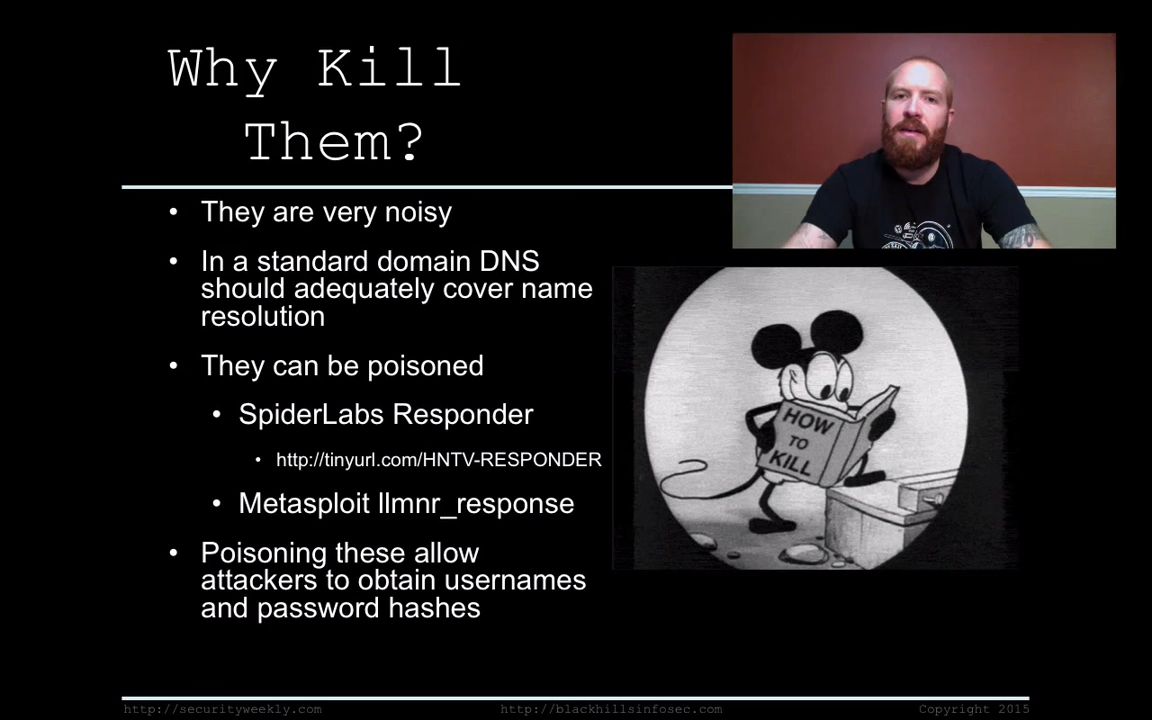 Why Kill
Them?
• They are very noisy
• In a standard domain DNS
should adequately cover name
resolution
• They can be poisoned
• SpiderLabs Responder
• http://tinyurl.com/HNTV-RESPONDER
• Metasploit llmnr_response
• Poisoning these allow
attackers to obtain usernames
and password hashes
HOW
TO
KILL
http://securityweekly.com
http://blackhillsinfosec.com
Copyright 2015